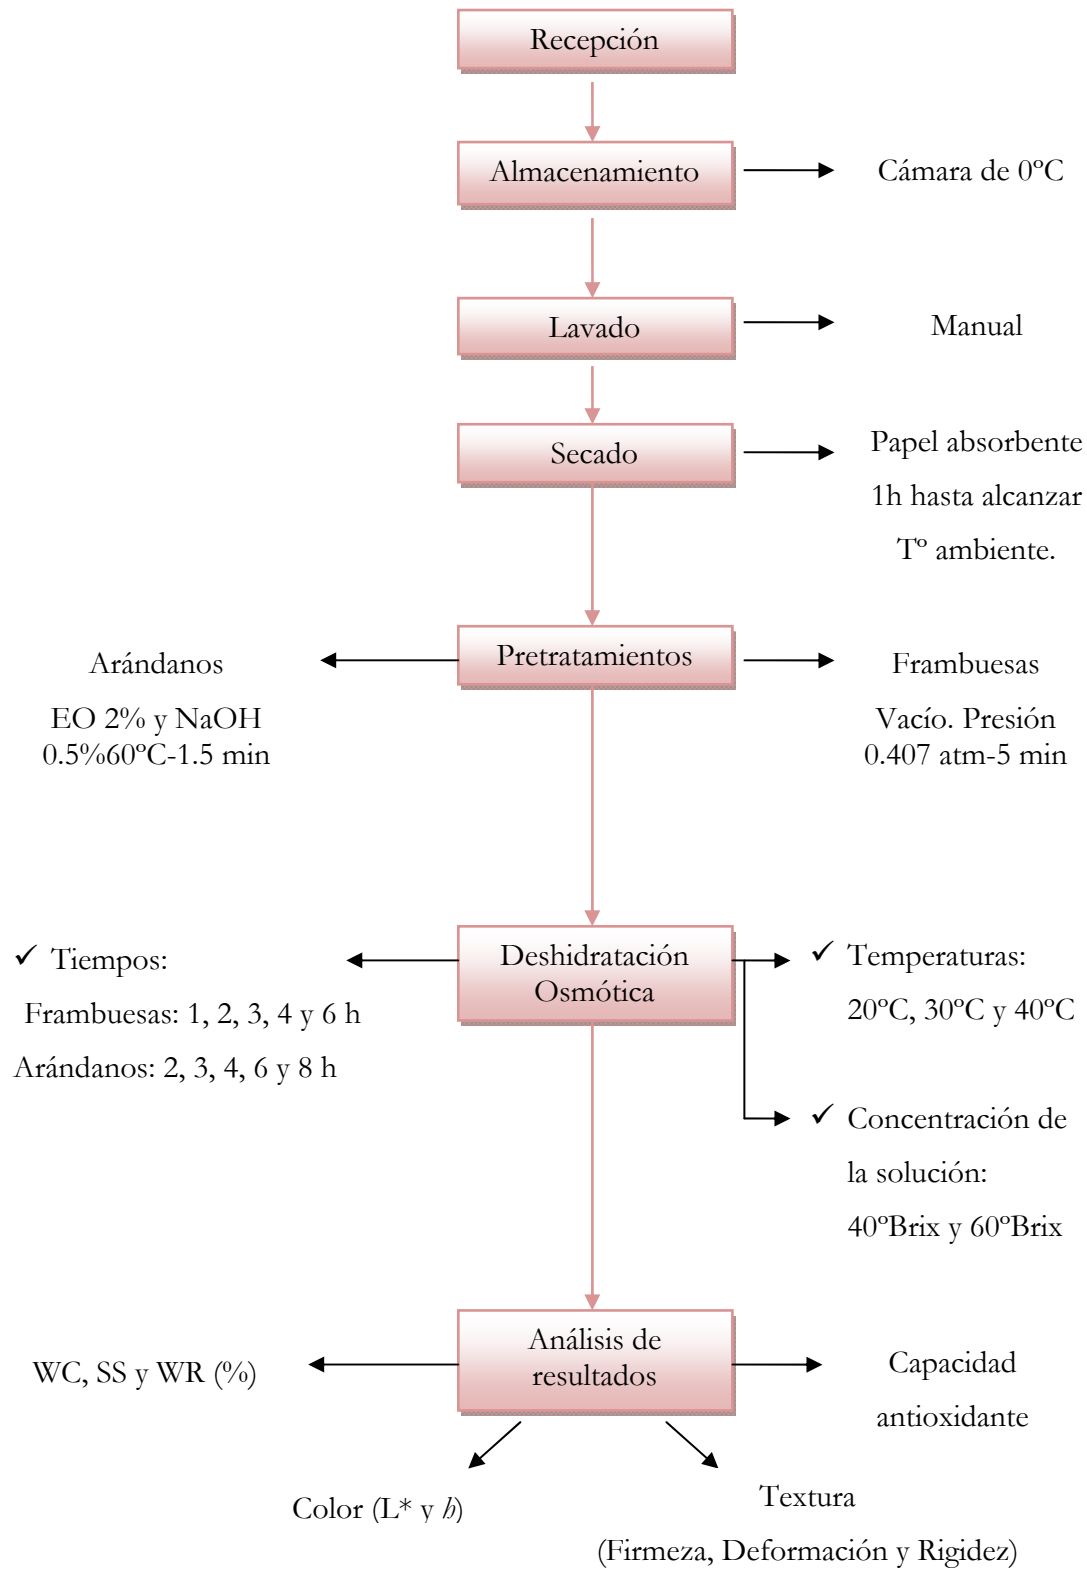 Recepción
Almacenamiento
Cámara de 0ºC
Lavado
Manual
Secado
Papel absorbente
1h hasta alcanzar
Tº ambiente.
Pretratamientos
Arándanos
EO 2% y NaOH
0.5%60ºC-1.5 min
Frambuesas
Vacío. Presión
0.407 atm-5 min
Deshidratación
Osmótica
✓ Tiempos:
Frambuesas: 1, 2, 3, 4 y 6 h
Arándanos: 2, 3, 4, 6 y 8 h
✓ Temperaturas:
20ºC, 30ºC y 40ºC
✓ Concentración de
la solución:
40ºBrix y 60ºBrix
Análisis de
resultados
WC, SS y WR (%)
Capacidad
antioxidante
Color (L* y h)
Textura
(Firmeza, Deformación y Rigidez)